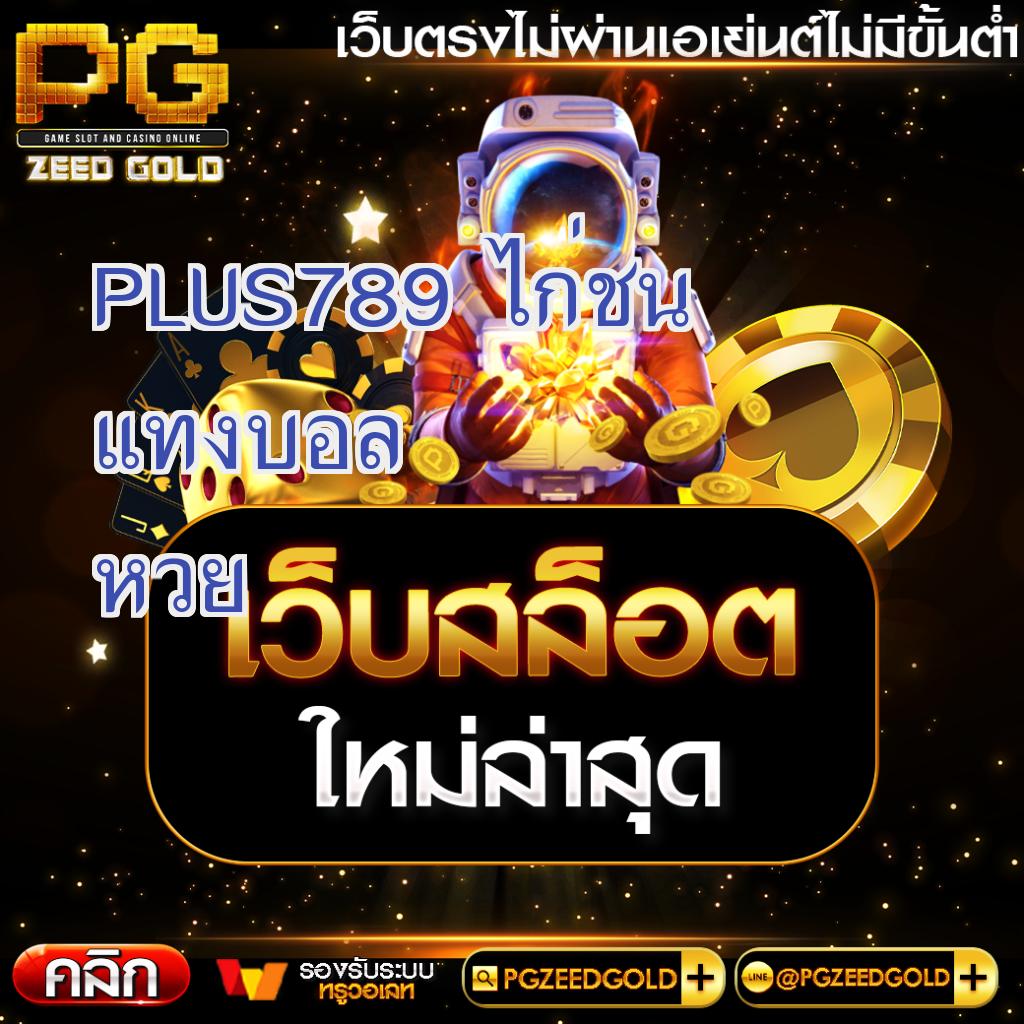 เว็บตรงไม่ผ่านเอเย่นต์ไม่มีขั้นต่ำ
PG
GAME SLOT AND CASINO ONLINE
ZEED GOLD
PLUS789 ไก่ชน
แทงบอล
หวย
เว็บสล็อต
ใหม่ล่าสุด
คลิก
รองรับระบบ
ทรูวอเลท
PGZEEDGOLD +
LINE @PGZEEDGOLD +